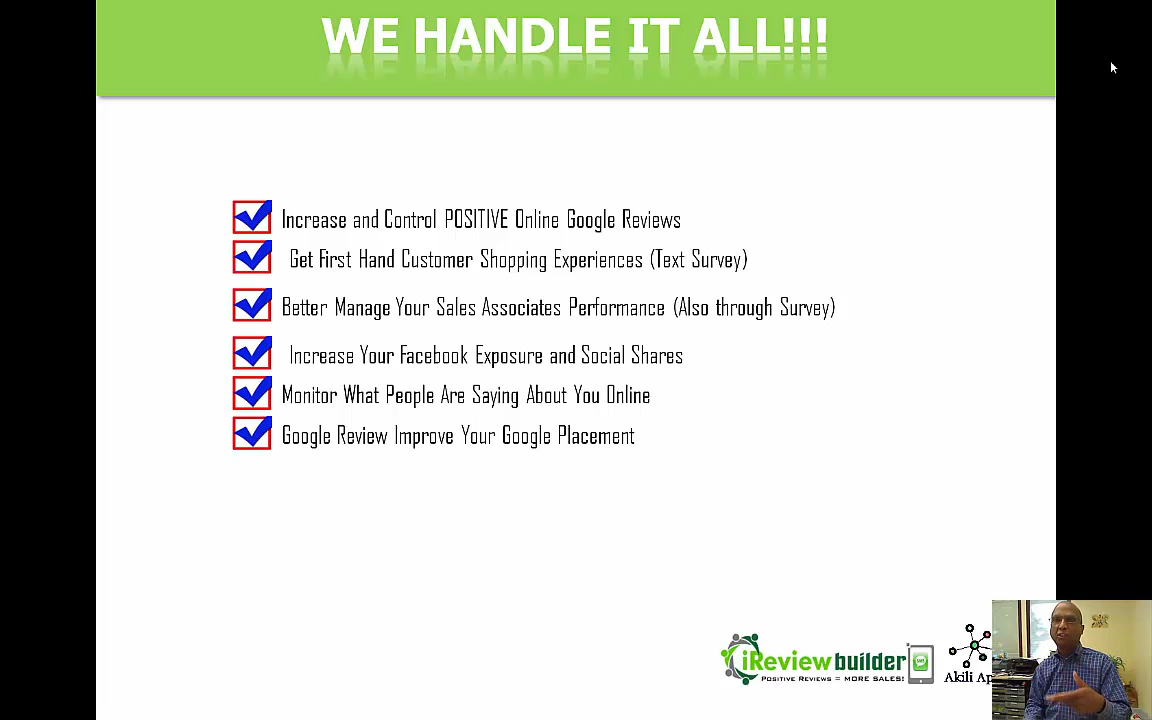 WE HANDLE IT ALL!!!
Increase and Control POSITIVE Online Google Reviews
Get First Hand Customer Shopping Experiences (Text Survey)
Better Manage Your Sales Associates Performance (Also through Survey)
Increase Your Facebook Exposure and Social Shares
Monitor What People Are Saying About You Online
Google Review Improve Your Google Placement
iReviewbuilder
POSITIVE REVIEWS = MORE SALES!
Akili Ap